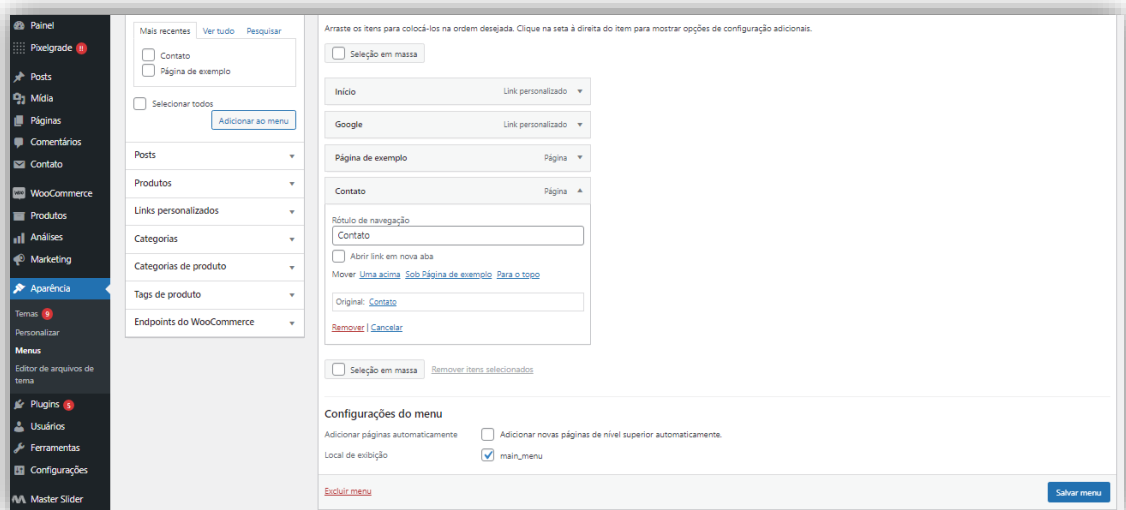 Painel
Pixelgrade !!
Posts
Mídia
Páginas
Comentários
Contato
WooCommerce
Produtos
Análises
Marketing
Aparência
Temas 9
Personalizar
Menus
Editor de arquivos de
tema
Plugins 5
Usuários
Ferramentas
Configurações
Master Slider
Mais recentes Ver tudo Pesquisar
Contato
Página de exemplo
Selecionar todos
Adicionar ao menu
Posts
Produtos
Links personalizados
Categorias
Categorias de produto
Tags de produto
Endpoints do WooCommerce
Arraste os itens para colocá-los na ordem desejada. Clique na seta à direita do item para mostrar opções de configuração adicionais.
Seleção em massa
Início Link personalizado
Google Link personalizado
Página de exemplo Página
Contato Página
Rótulo de navegação
Contato
Abrir link em nova aba
Mover Uma acima Sob Página de exemplo Para o topo
Original: Contato
Remover | Cancelar
Seleção em massa Remover itens selecionados
Configurações do menu
Adicionar páginas automaticamente Adicionar novas páginas de nível superior automaticamente.
Local de exibição main_menu
Excluir menu Salvar menu